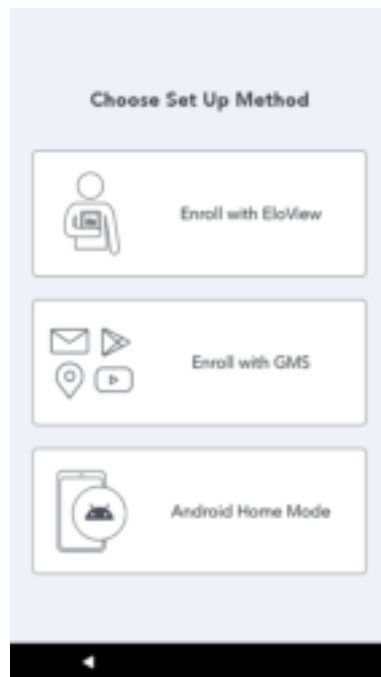 Choose Set Up Method
Enroll with EloView
Enroll with GMS
Android Home Mode